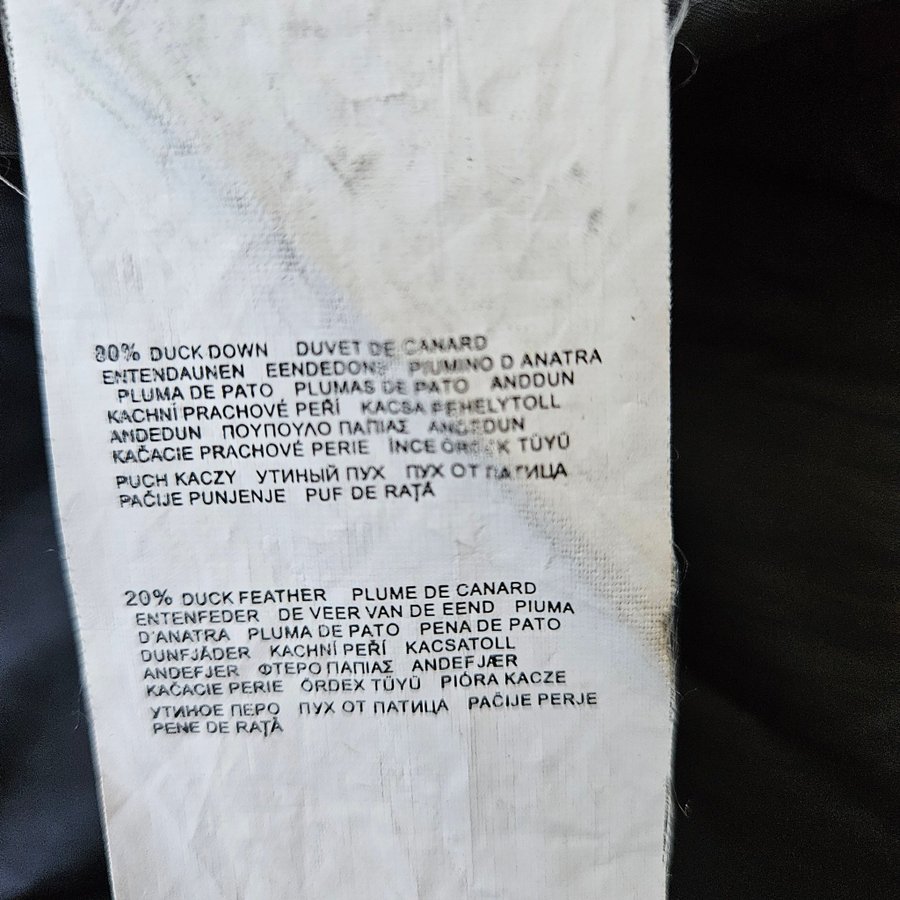 80% DUCK DOWN DUVET DE CANARD
ENTENDAUNEN EENDEDONS PIUMINO D ANATRA
PLUMA DE PATO PLUMAS DE PATO ANDDUN
KACHNÍ PRACHOVÉ PEŘÍ KACSA PEHELYTOLL
ANDEDUN ΠΟΥΠΟΥΛΟ ΠΑΠΙΑΣ ANDEDUN
KAČACIE PRACHOVÉ PERIE İNCE ÖRDEK TÜYÜ
PUCH KACZY УТИНЫЙ ПУХ ПУХ ОТ ПАТИЦА
PAČIJE PUNJENJE PUF DE RAŢĂ
20% DUCK FEATHER PLUME DE CANARD
ENTENFEDER DE VEER VAN DE EEND PIUMA
D'ANATRA PLUMA DE PATO PENA DE PATO
DUNFJÄDER KACHNÍ PEŘÍ KACSATOLL
ANDEFJER ΦΤΕΡΟ ΠΑΠΙΑΣ ANDEFJÆR
KAČACIE PERIE ÖRDEX TÜYÜ PIÓRA KACZE
УТИНОЕ ПЕРО ПУХ ОТ ПАТИЦА PAČIJE PERJE
PENE DE RAŢĂ